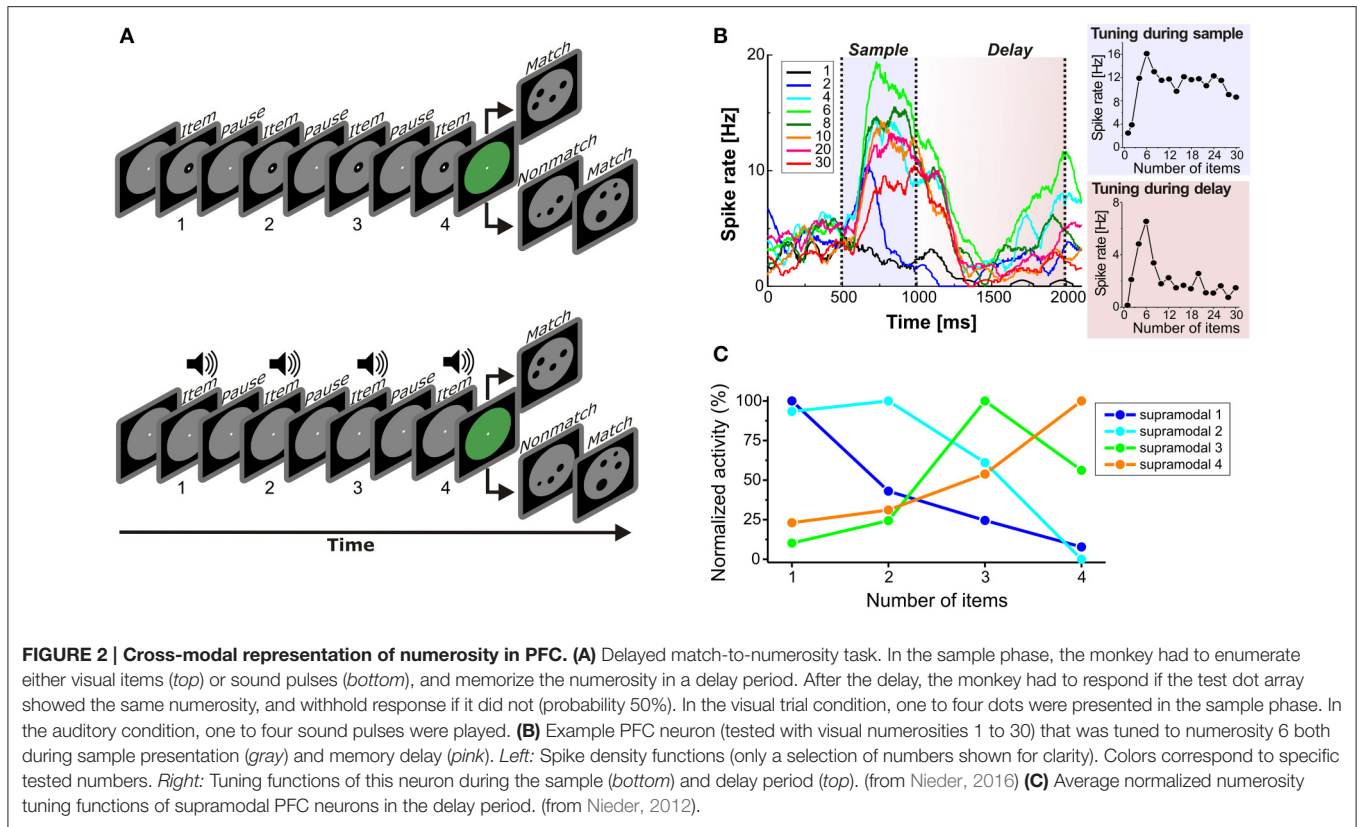 A
Item
Pause
Item
Pause
Item
Pause
Item
Match
Nonmatch
Match
1
2
3
4
Item
Pause
Item
Pause
Item
Pause
Item
Match
Nonmatch
Match
1
2
3
4
Time
B
Sample
Delay
20
15
10
5
0
Spike rate [Hz]
1
2
4
6
8
10
20
30
0
500
1000
1500
2000
Time [ms]
Tuning during sample
16
12
8
4
0
Spike rate [Hz]
0 6 12 18 24 30
Number of items
Tuning during delay
8
4
0
Spike rate [Hz]
0 6 12 18 24 30
Number of items
C
100
75
50
25
0
Normalized activity (%)
supramodal 1
supramodal 2
supramodal 3
supramodal 4
1
2
3
4
Number of items
FIGURE 2 | Cross-modal representation of numerosity in PFC. (A) Delayed match-to-numerosity task. In the sample phase, the monkey had to enumerate
either visual items (top) or sound pulses (bottom), and memorize the numerosity in a delay period. After the delay, the monkey had to respond if the test dot array
showed the same numerosity, and withhold response if it did not (probability 50%). In the visual trial condition, one to four dots were presented in the sample phase. In
the auditory condition, one to four sound pulses were played. (B) Example PFC neuron (tested with visual numerosities 1 to 30) that was tuned to numerosity 6 both
during sample presentation (gray) and memory delay (pink). Left: Spike density functions (only a selection of numbers shown for clarity). Colors correspond to specific
tested numbers. Right: Tuning functions of this neuron during the sample (bottom) and delay period (top). (from Nieder, 2016) (C) Average normalized numerosity
tuning functions of supramodal PFC neurons in the delay period. (from Nieder, 2012).